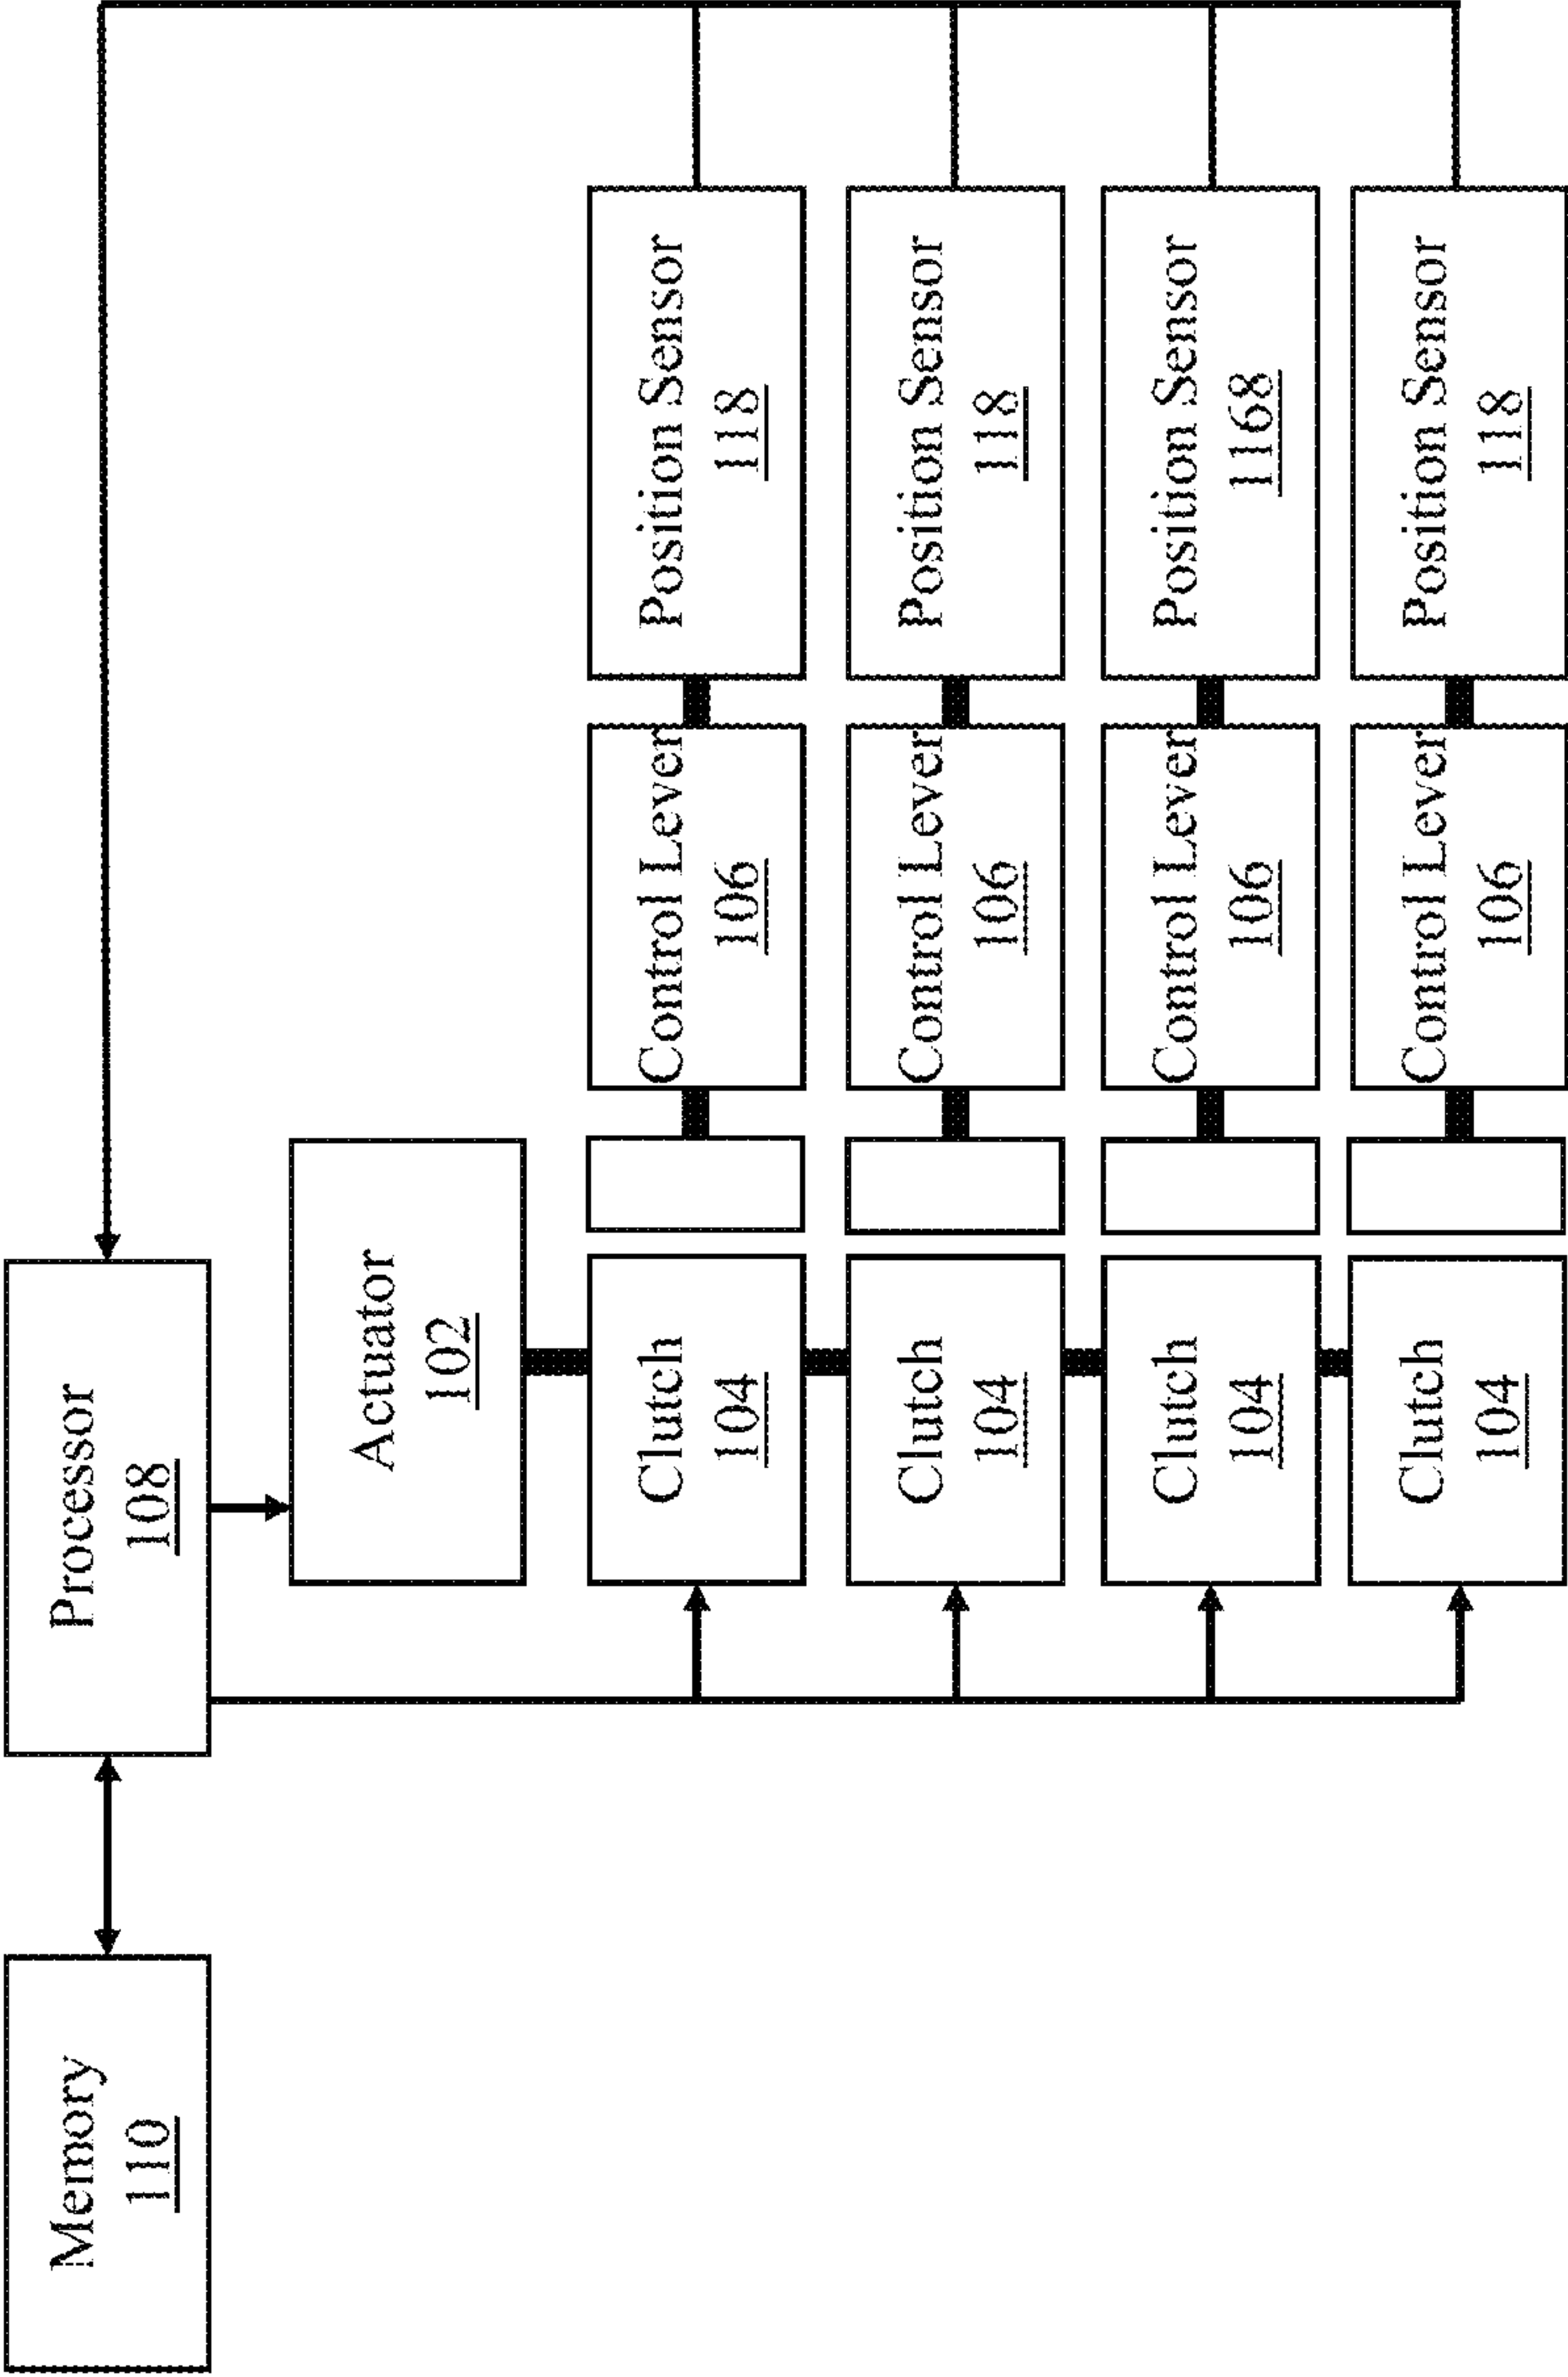 Memory
110
Processor
108
Actuator
102
Clutch
104
Control Lever
106
Position Sensor
118
Clutch
104
Control Lever
106
Position Sensor
118
Clutch
104
Control Lever
106
Position Sensor
1168
Clutch
104
Control Lever
106
Position Sensor
118